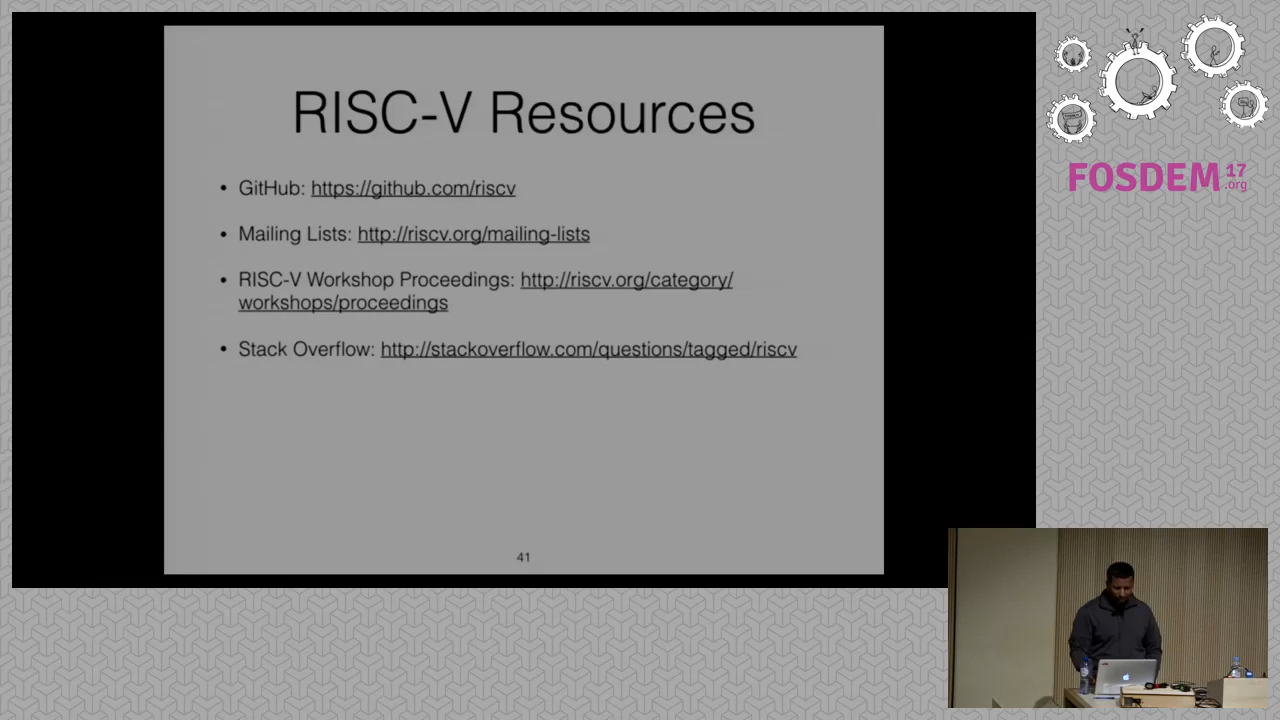 RISC-V Resources
• GitHub: https://github.com/riscv
• Mailing Lists: http://riscv.org/mailing-lists
• RISC-V Workshop Proceedings: http://riscv.org/category/
workshops/proceedings
• Stack Overflow: http://stackoverflow.com/questions/tagged/riscv
41
FOSDEM 17
.org